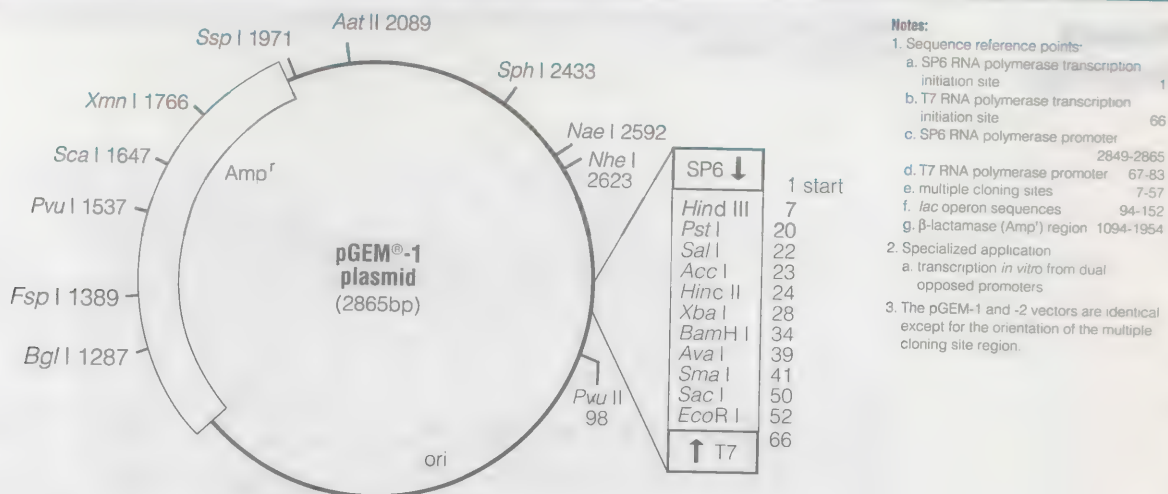 Ssp I 1971
Aat II 2089
Xmn I 1766
Sph I 2433
Sca I 1647
Nae I 2592
Nhe I
2623
Amp^r
Pvu I 1537
pGEM®-1
plasmid
(2865bp)
Fsp I 1389
Bgl I 1287
Pvu II
98
ori
SP6 ↓
1 start
Hind III 7
Pst I 20
Sal I 22
Acc I 23
Hinc II 24
Xba I 28
BamH I 34
Ava I 39
Sma I 41
Sac I 50
EcoR I 52
↑ T7 66
Notes:
1. Sequence reference points:
a. SP6 RNA polymerase transcription
initiation site 1
b. T7 RNA polymerase transcription
initiation site 66
c. SP6 RNA polymerase promoter
2849-2865
d. T7 RNA polymerase promoter 67-83
e. multiple cloning sites 7-57
f. lac operon sequences 94-152
g. β-lactamase (Amp^r) region 1094-1954
2. Specialized application
a. transcription in vitro from dual
opposed promoters
3. The pGEM-1 and -2 vectors are identical
except for the orientation of the multiple
cloning site region.